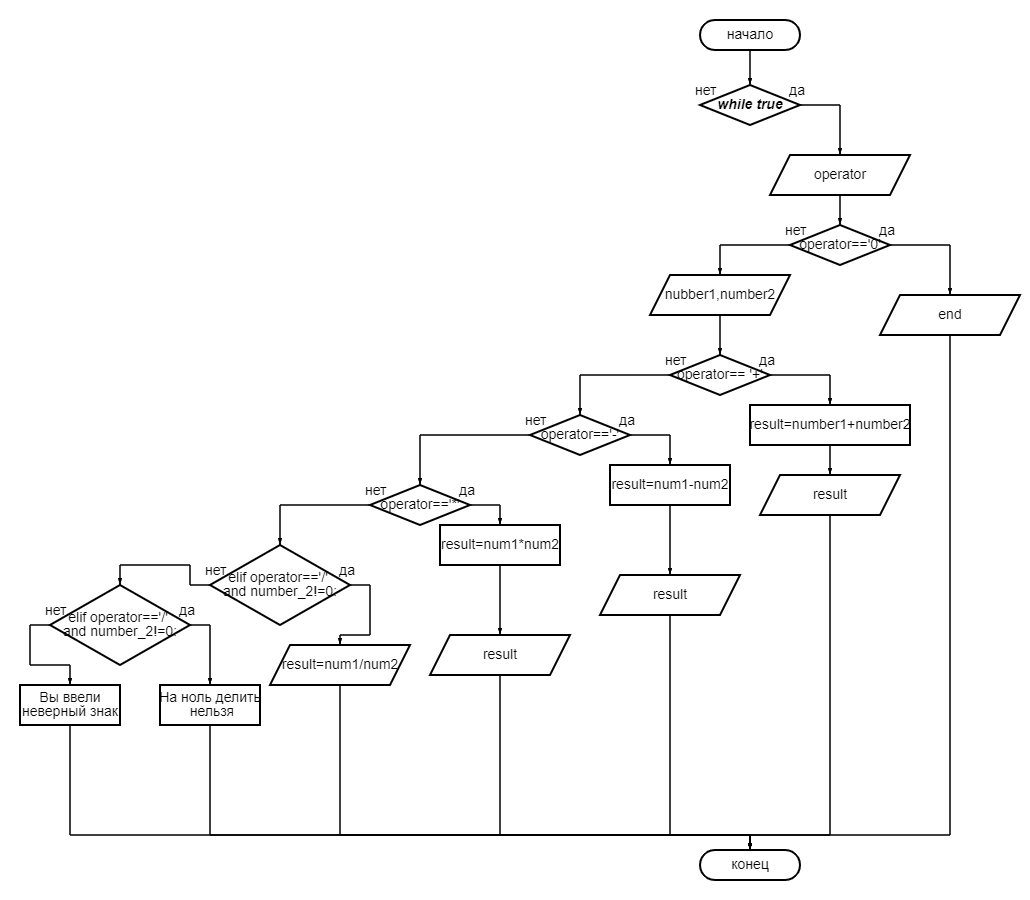 начало
нет
да
while true
operator
нет
да
operator=='0'
nubber1,number2
end
нет
да
operator== '+'
result=number1+number2
нет
да
operator=='-'
result=num1-num2
result
нет
да
operator=='*'
result=num1*num2
нет
да
elif operator=='/'
and number_2!=0:
result
нет
да
elif operator=='/'
and number_2!=0:
result
result=num1/num2
result
Вы ввели
неверный знак
На ноль делить
нельзя
конец